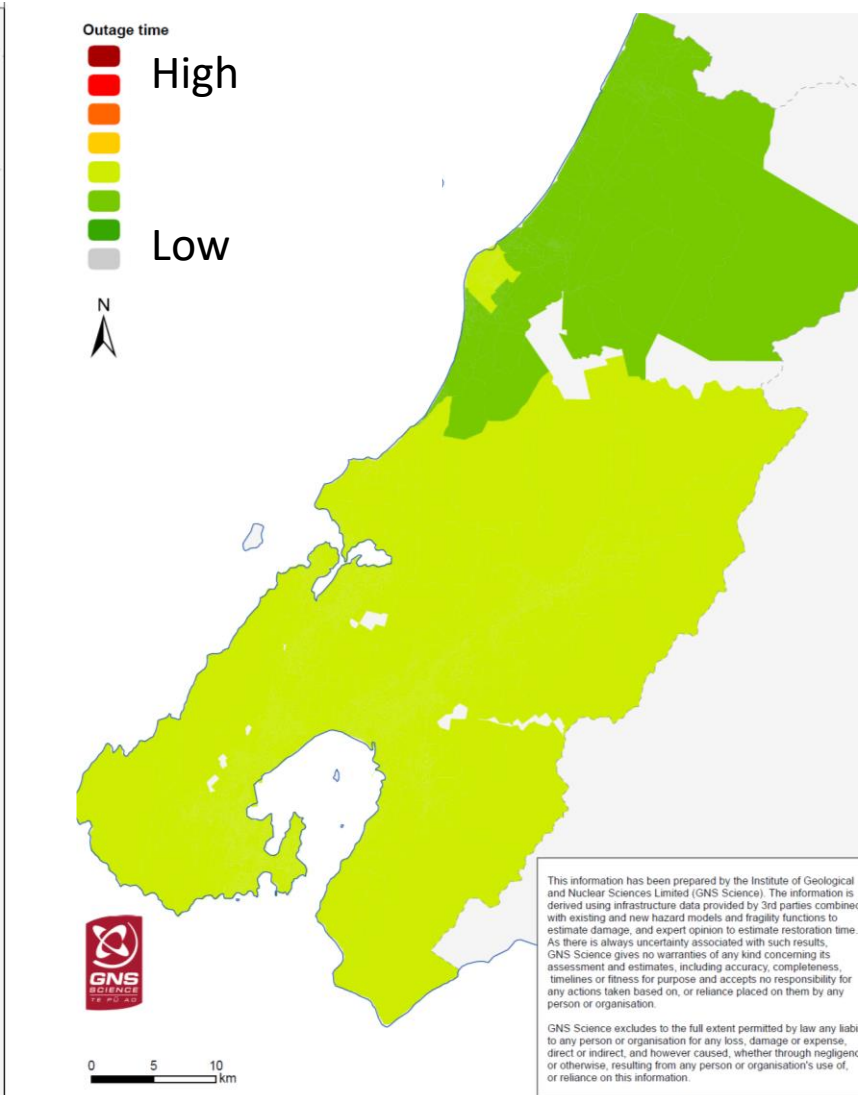 Outage time
High
Low
N
This information has been prepared by the Institute of Geological
and Nuclear Sciences Limited (GNS Science). The information is
derived using infrastructure data provided by 3rd parties combined
with existing and new hazard models and fragility functions to
estimate damage, and expert opinion to estimate restoration time.
As there is always uncertainty associated with such results,
GNS Science gives no warranties of any kind concerning its
assessment and estimates, including accuracy, completeness,
timelines or fitness for purpose and accepts no responsibility for
any actions taken based on, or reliance placed on them by any
person or organisation.
GNS Science excludes to the full extent permitted by law any
to any person or organisation for any loss, damage or expense,
direct or indirect, and however caused, whether through
or otherwise, resulting from any person or organisation's use of,
or reliance on this information.
GNS
SCIENCE
TE PŪ AO
0 5 10
km